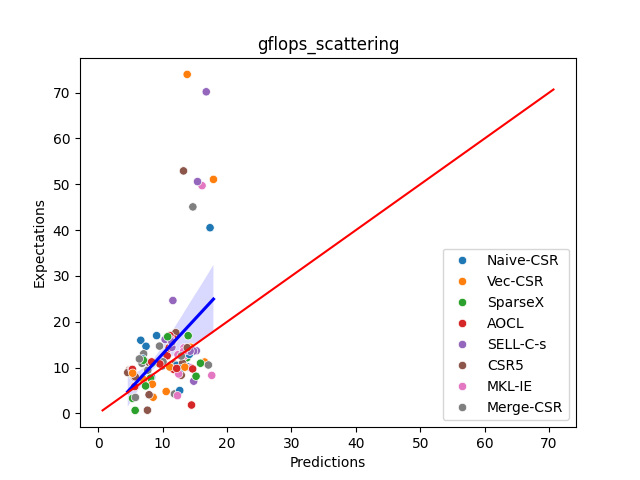 gflops_scattering
Expectations
70
60
50
40
30
20
10
0
0 10 20 30 40 50 60 70
Predictions
Naive-CSR
Vec-CSR
SparseX
AOCL
SELL-C-s
CSR5
MKL-IE
Merge-CSR